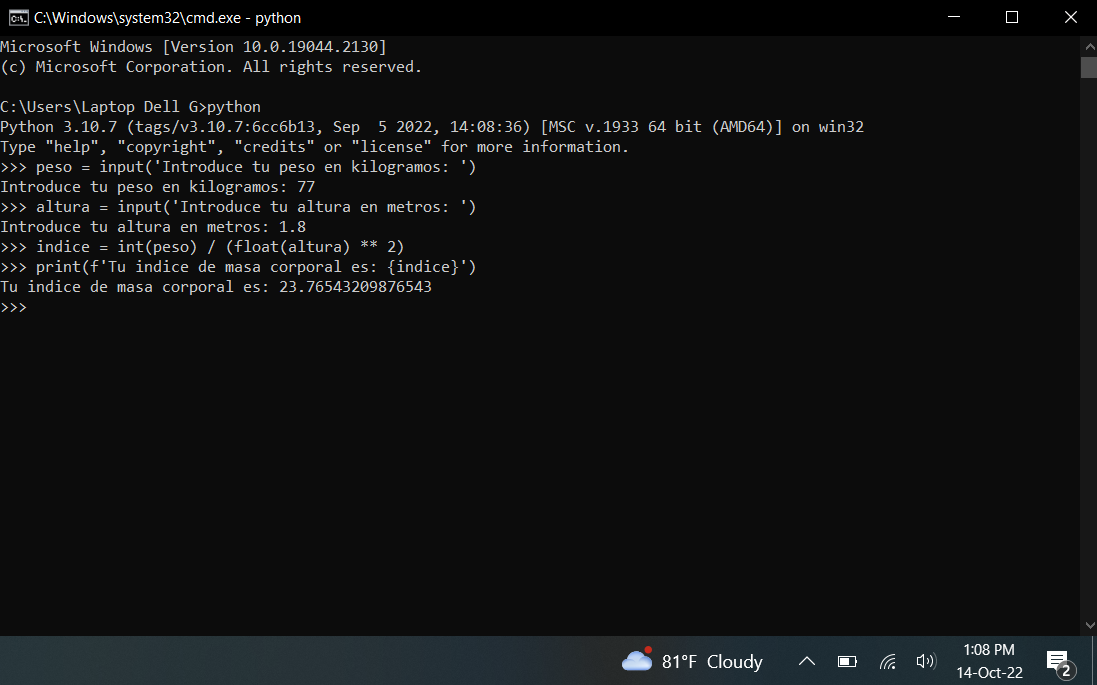 C:\Windows\system32\cmd.exe - python
Microsoft Windows [Version 10.0.19044.2130]
(c) Microsoft Corporation. All rights reserved.
C:\Users\Laptop Dell G>python
Python 3.10.7 (tags/v3.10.7:6cc6b13, Sep  5 2022, 14:08:36) [MSC v.1933 64 bit (AMD64)] on win32
Type "help", "copyright", "credits" or "license" for more information.
>>> peso = input('Introduce tu peso en kilogramos: ')
Introduce tu peso en kilogramos: 77
>>> altura = input('Introduce tu altura en metros: ')
Introduce tu altura en metros: 1.8
>>> indice = int(peso) / (float(altura) ** 2)
>>> print(f'Tu indice de masa corporal es: {indice}')
Tu indice de masa corporal es: 23.76543209876543
>>>
81°F Cloudy
1:08 PM
14-Oct-22
2